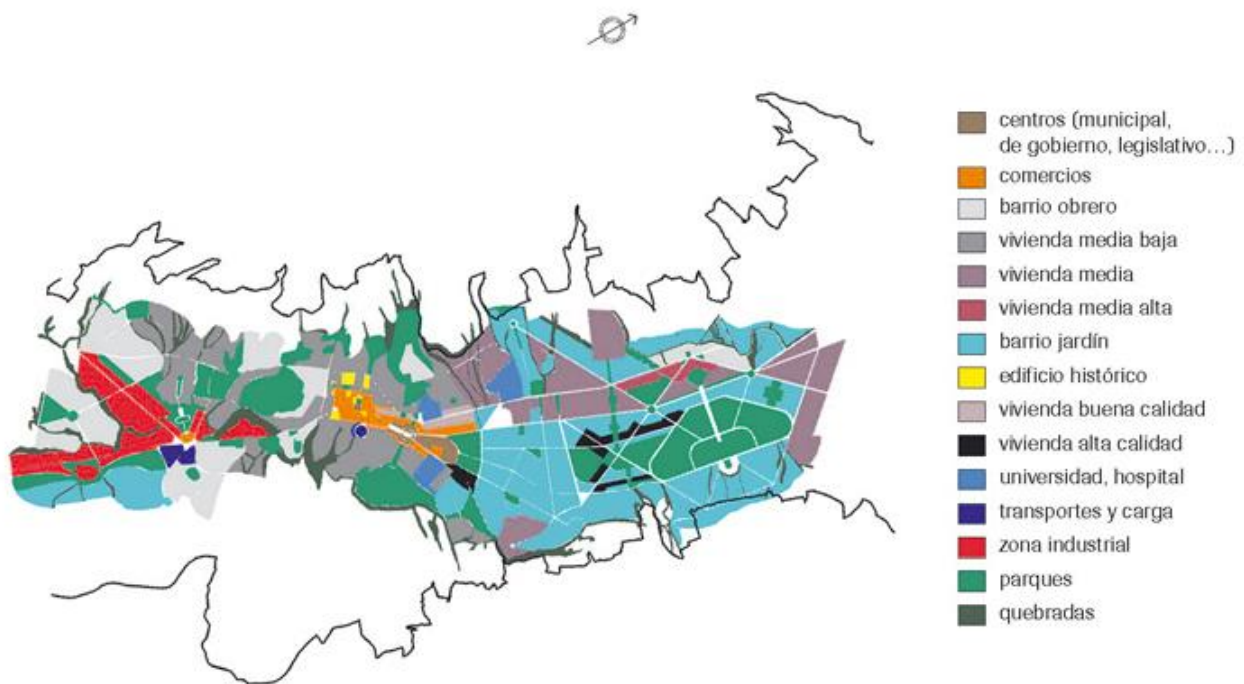 centros (municipal,
de gobierno, legislativo...)
comercios
barrio obrero
vivienda media baja
vivienda media
vivienda media alta
barrio jardín
edificio histórico
vivienda buena calidad
vivienda alta calidad
universidad, hospital
transportes y carga
zona industrial
parques
quebradas